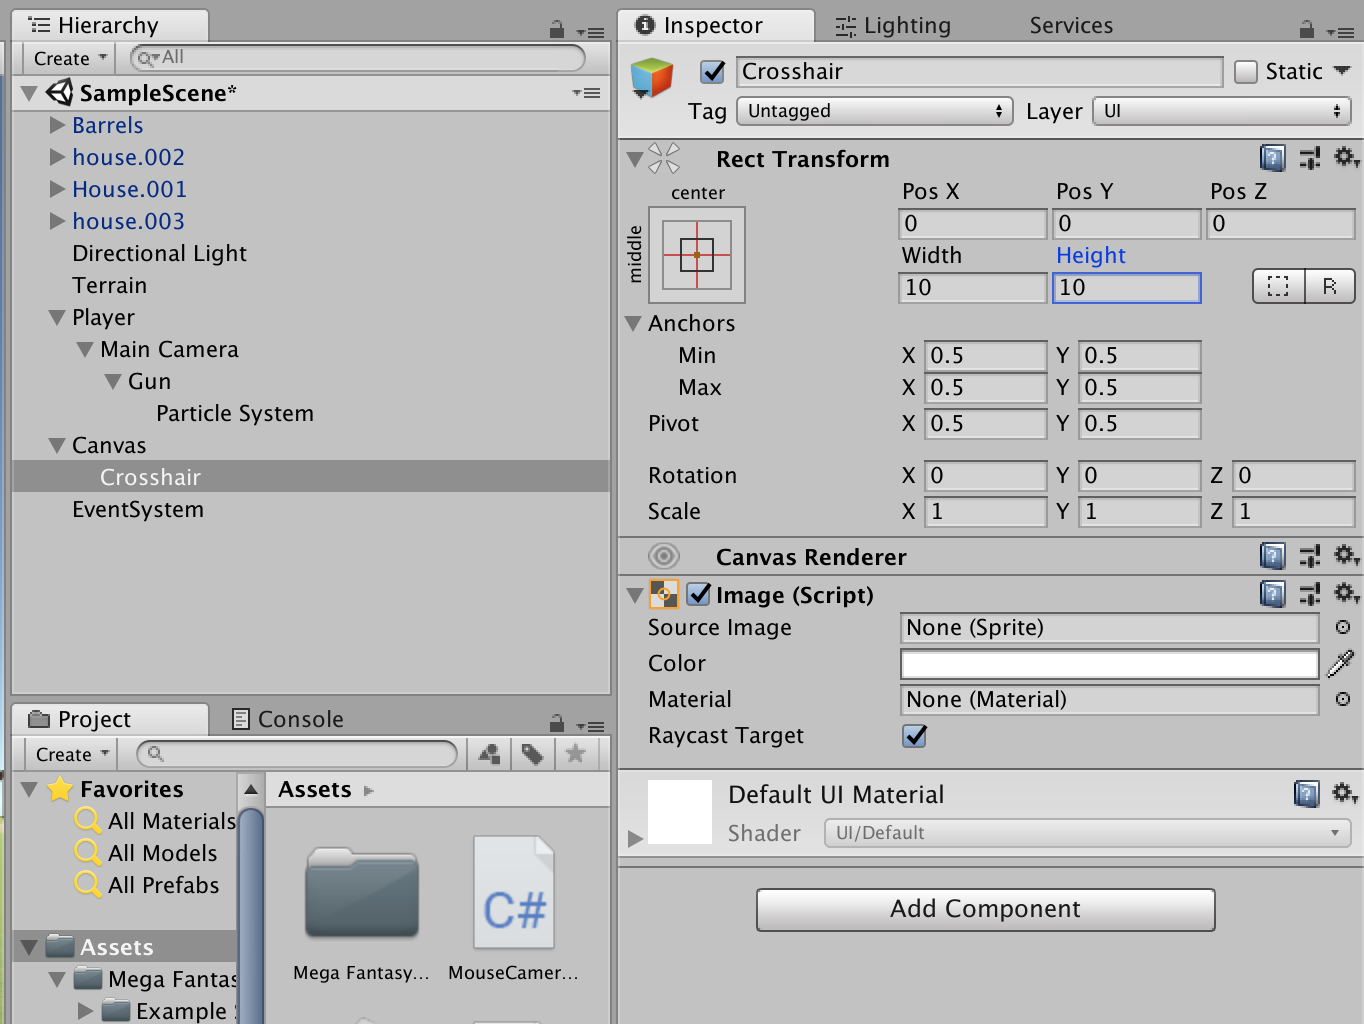 Hierarchy
Create
All
SampleScene*
Barrels
house.002
House.001
house.003
Directional Light
Terrain
Player
Main Camera
Gun
Particle System
Canvas
Crosshair
EventSystem
Project
Console
Create
Favorites
All Materials
All Models
All Prefabs
Assets
Mega Fantas
Example
Assets
C#
Mega Fantasy...
MouseCamer...
Inspector
Lighting
Services
Crosshair
Static
Tag Untagged Layer UI
Rect Transform
center
middle
Pos X Pos Y Pos Z
0 0 0
Width Height
10 10
R
Anchors
Min X 0.5 Y 0.5
Max X 0.5 Y 0.5
Pivot X 0.5 Y 0.5
Rotation X 0 Y 0 Z 0
Scale X 1 Y 1 Z 1
Canvas Renderer
Image (Script)
Source Image None (Sprite)
Color
Material None (Material)
Raycast Target
Default UI Material
Shader UI/Default
Add Component